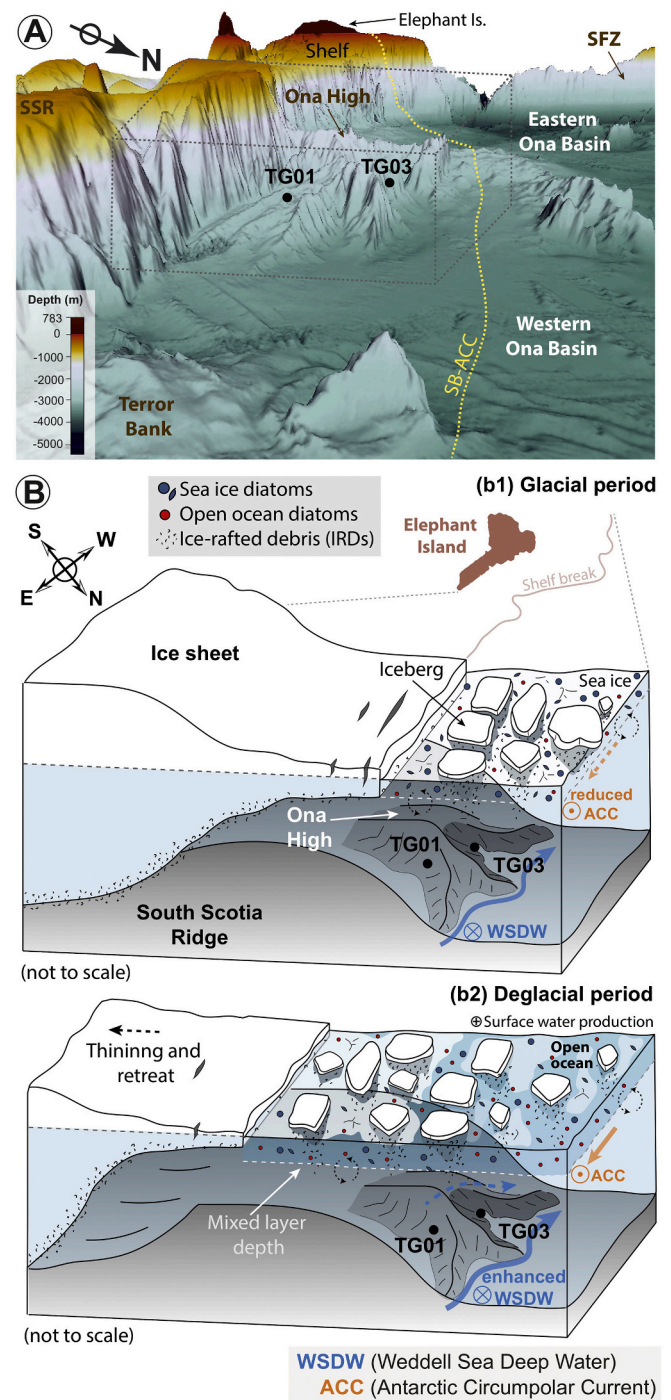 A
N
Elephant Is.
Shelf
SFZ
SSR
Ona High
Eastern
Ona Basin
TG01
TG03
Depth (m)
783
0
-1000
-2000
-3000
-4000
-5000
Western
Ona Basin
SB-ACC
Terror
Bank
B
(b1) Glacial period
Sea ice diatoms
Open ocean diatoms
Ice-rafted debris (IRDs)
S
W
E
N
Elephant
Island
Shelf break
Ice sheet
Iceberg
Sea ice
reduced
ACC
Ona
High
TG01
TG03
South Scotia
Ridge
WSDW
(not to scale)
(b2) Deglacial period
⊕Surface water production
Thininng and
retreat
Open
ocean
ACC
Mixed layer
depth
TG01
TG03
enhanced
WSDW
(not to scale)
WSDW (Weddell Sea Deep Water)
ACC (Antarctic Circumpolar Current)